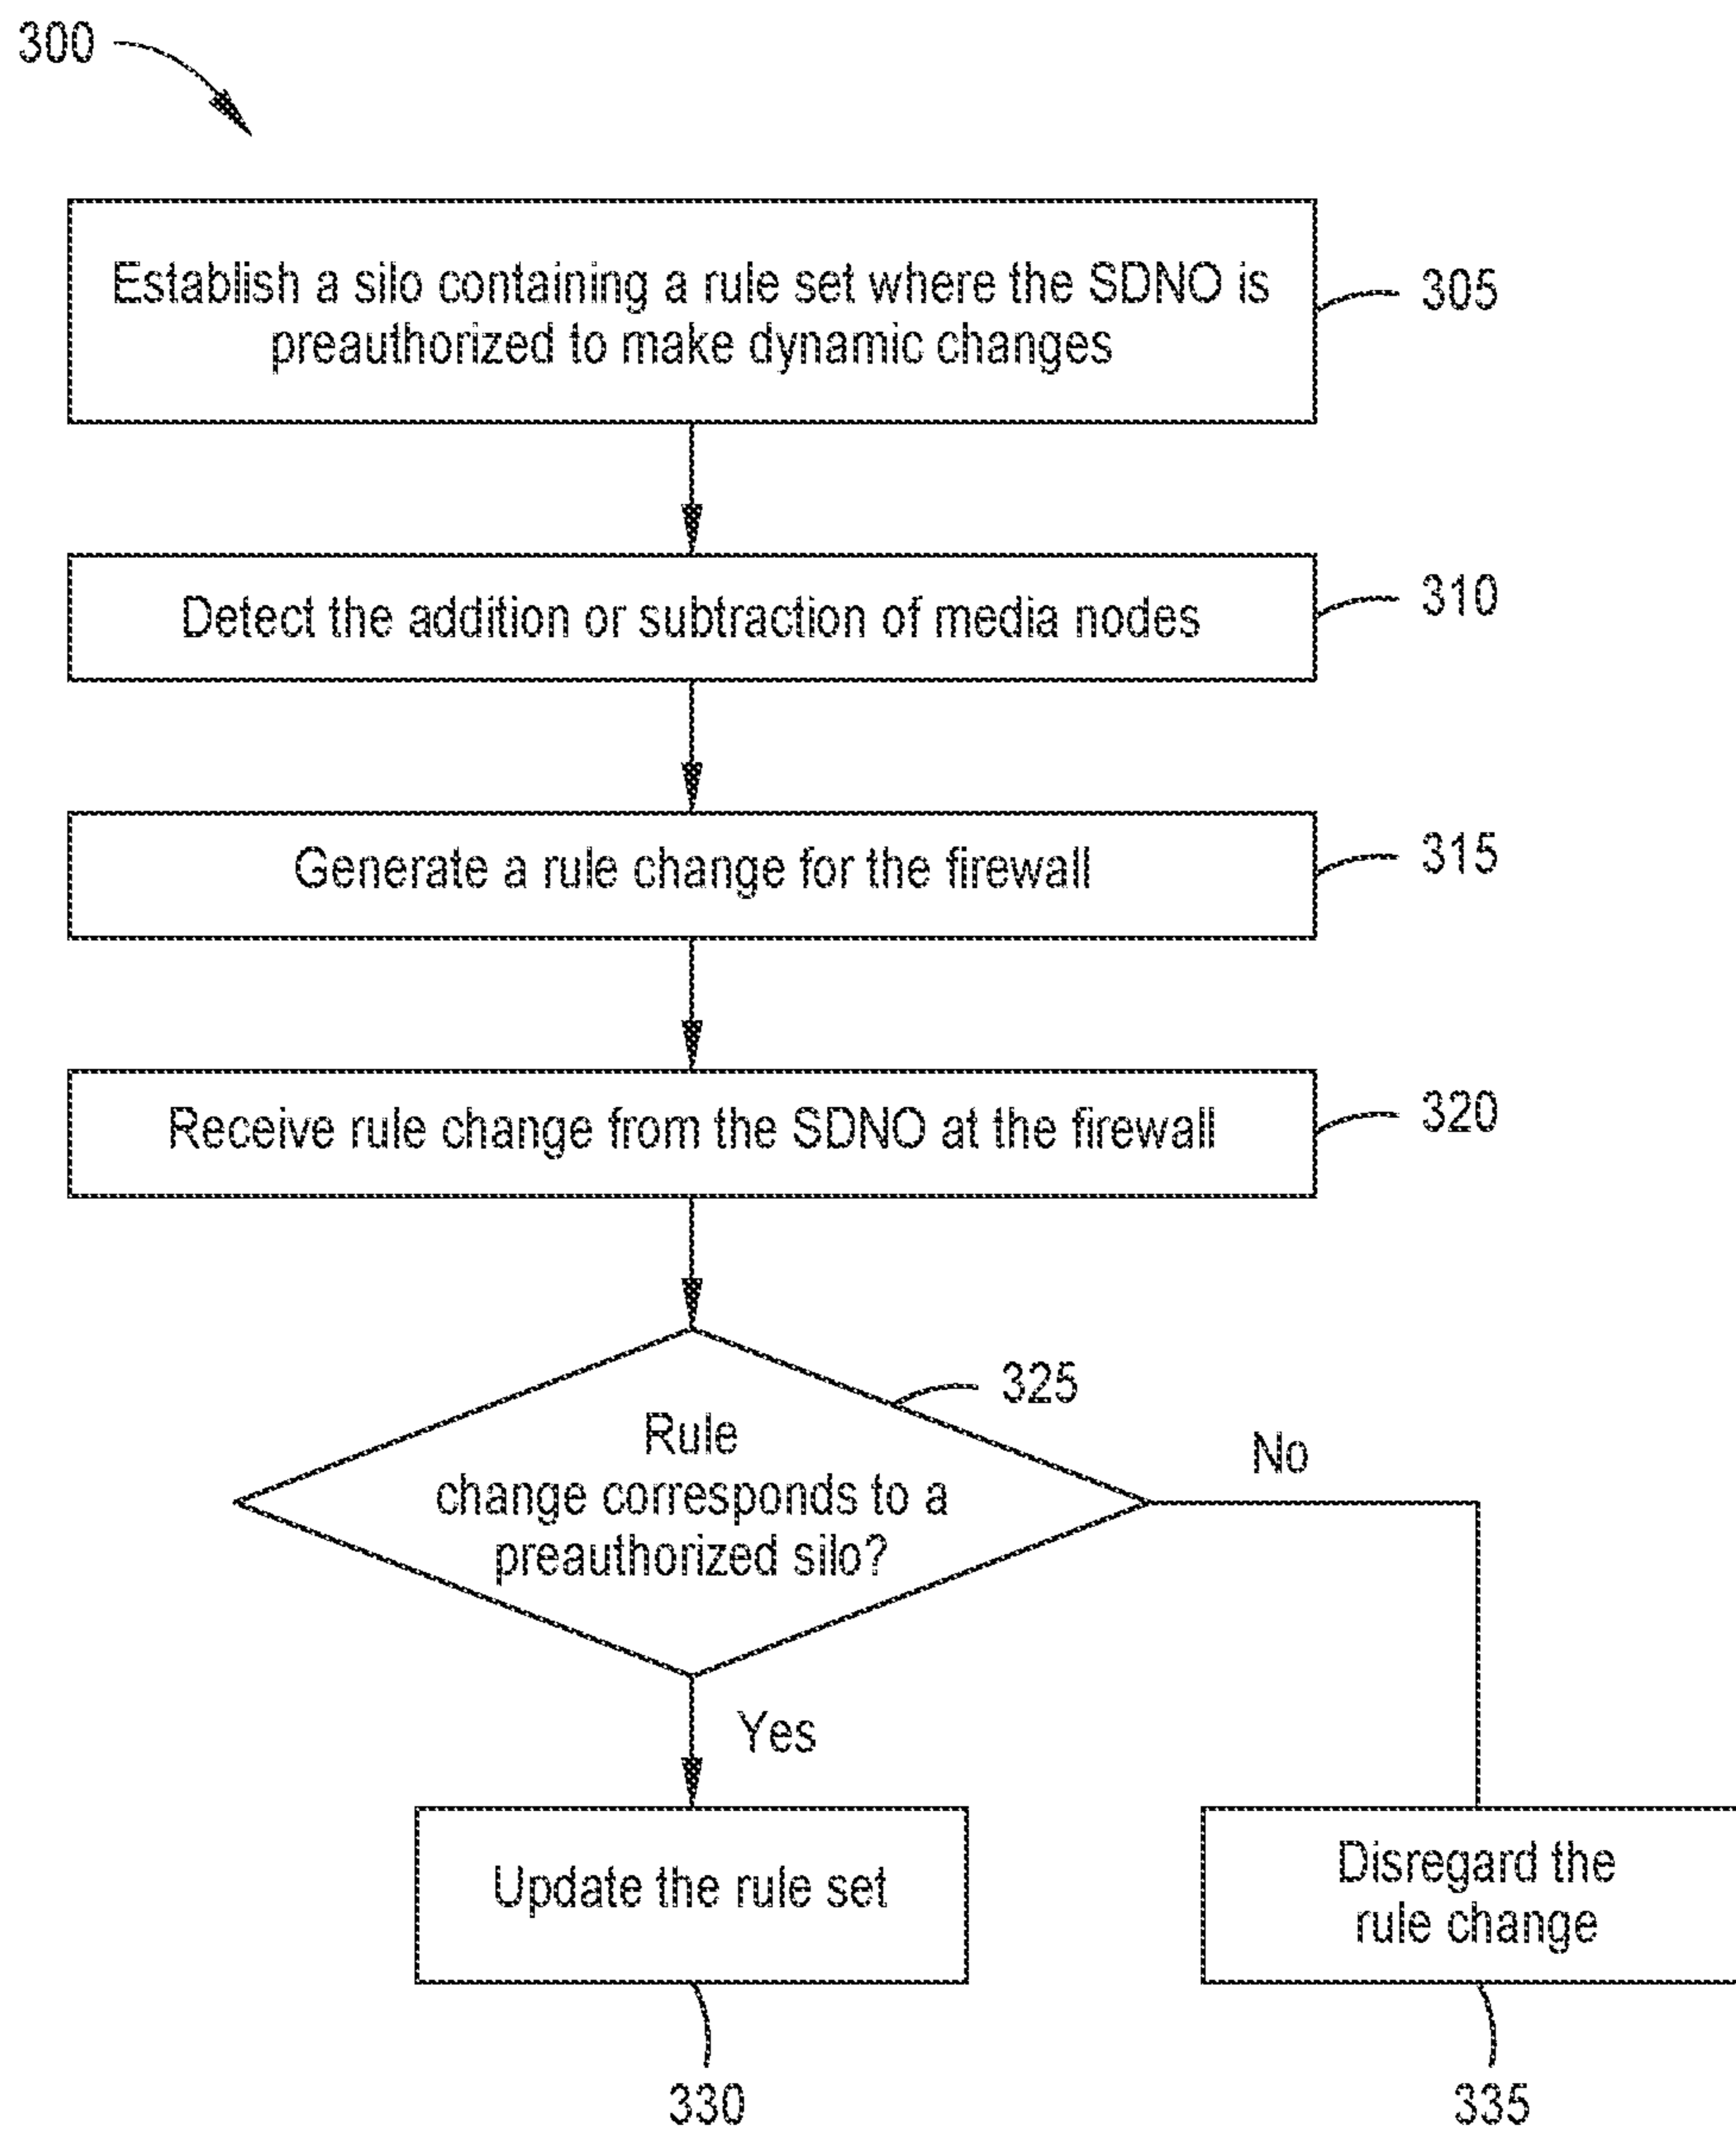 300
Establish a silo containing a rule set where the SDNO is
preauthorized to make dynamic changes
305
Detect the addition or subtraction of media nodes
310
Generate a rule change for the firewall
315
Receive rule change from the SDNO at the firewall
320
325
Rule
change corresponds to a
preauthorized silo?
No
Yes
Update the rule set
Disregard the
rule change
330
335